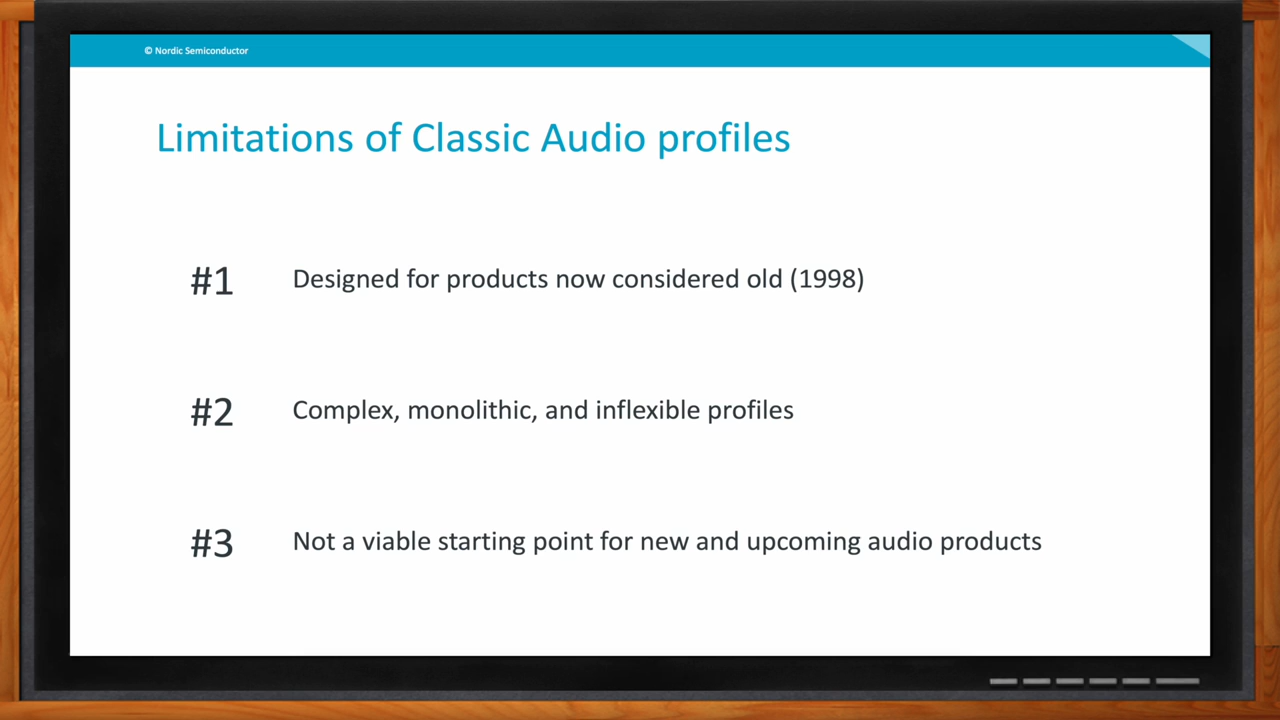 © Nordic Semiconductor
Limitations of Classic Audio profiles
#1 Designed for products now considered old (1998)
#2 Complex, monolithic, and inflexible profiles
#3 Not a viable starting point for new and upcoming audio products